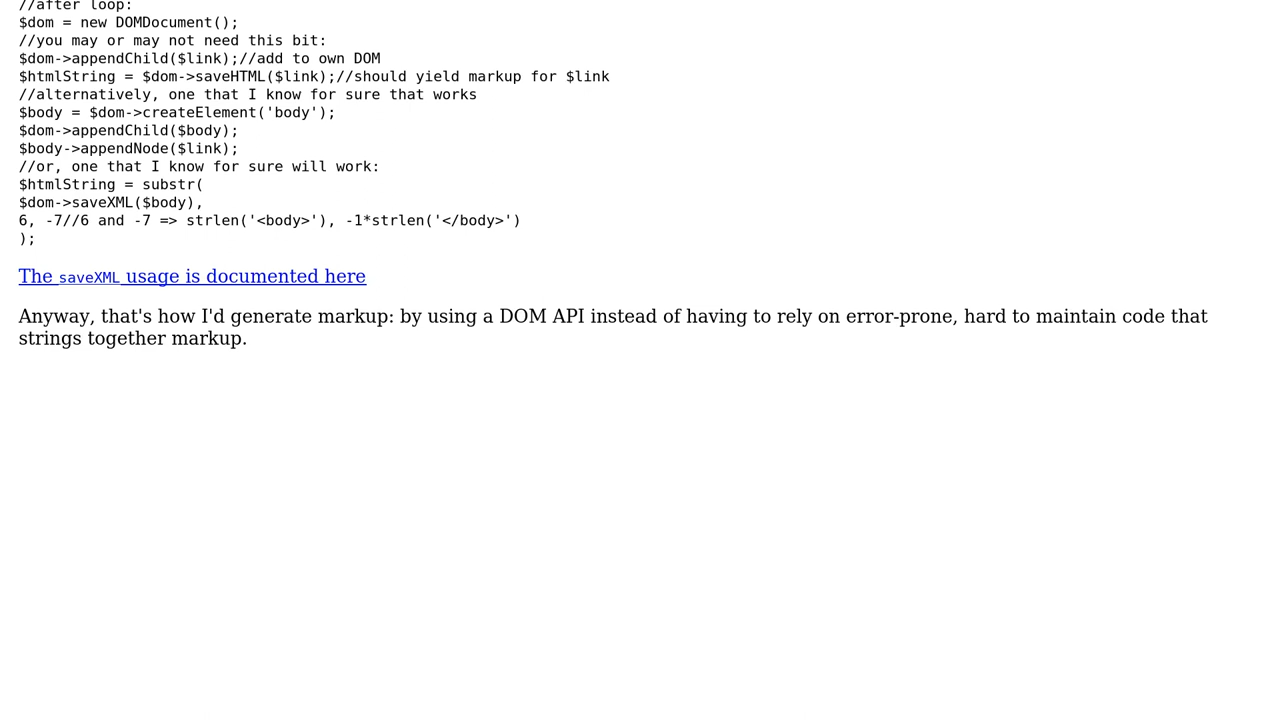 //after loop:
$dom = new DOMDocument();
//you may or may not need this bit:
$dom->appendChild($link);//add to own DOM
$htmlString = $dom->saveHTML($link);//should yield markup for $link
//alternatively, one that I know for sure that works
$body = $dom->createElement('body');
$dom->appendChild($body);
$body->appendNode($link);
//or, one that I know for sure will work:
$htmlString = substr(
$dom->saveXML($body),
6, -7//6 and -7 => strlen('<body>'), -1*strlen('</body>')
);
The saveXML usage is documented here
Anyway, that's how I'd generate markup: by using a DOM API instead of having to rely on error-prone, hard to maintain code that
strings together markup.